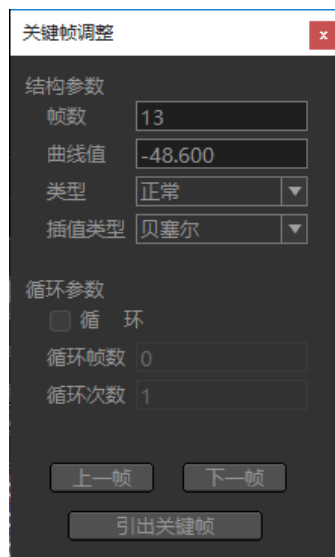 关键帧调整
x
结构参数
帧数 13
曲线值 -48.600
类型 正常
插值类型 贝塞尔
循环参数
循 环
循环帧数 0
循环次数 1
上一帧 下一帧
引出关键帧